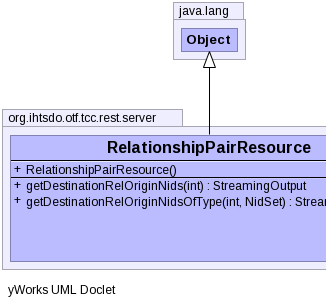 java.lang
Object
org.ihtsdo.otf.tcc.rest.server
RelationshipPairResource
+ RelationshipPairResource()
+ getDestinationRelOriginNids(int) : StreamingOutput
+ getDestinationRelOriginNidsOfType(int, NidSet) : Strea
yWorks UML Doclet